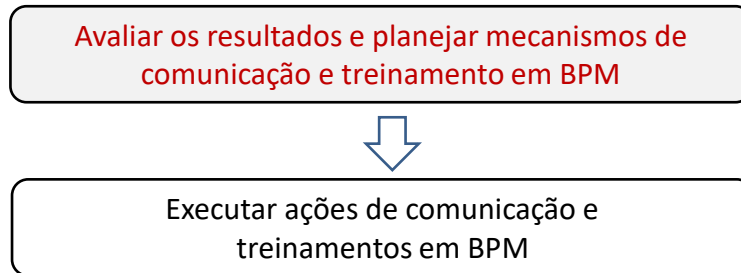 Avaliar os resultados e planejar mecanismos de
comunicação e treinamento em BPM
Executar ações de comunicação e
treinamentos em BPM